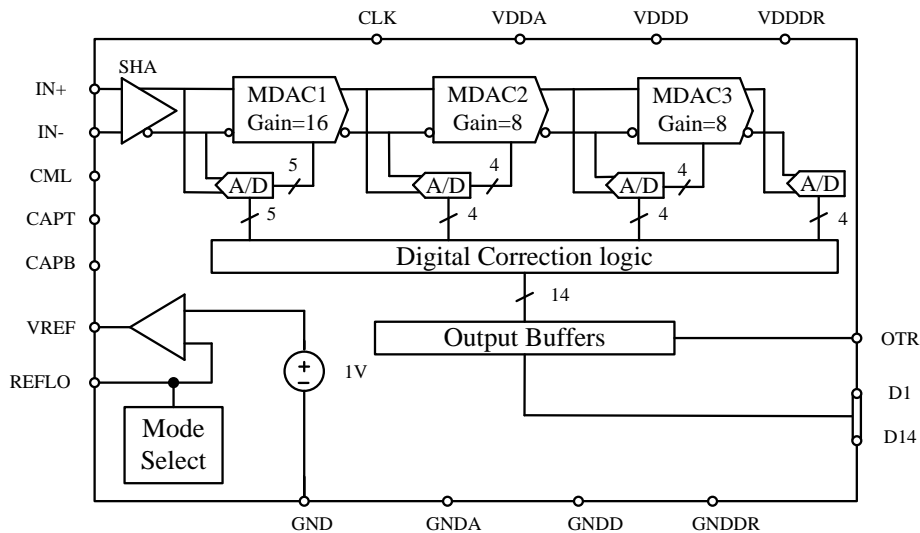 CLK
VDDA
VDDD
VDDDR
SHA
IN+
IN-
MDAC1
Gain=16
MDAC2
Gain=8
MDAC3
Gain=8
5
4
4
CML
A/D
A/D
A/D
A/D
CAPT
5
4
4
4
CAPB
Digital Correction logic
14
VREF
Output Buffers
OTR
+
−
1V
REFLO
D1
Mode
Select
D14
GND
GNDA
GNDD
GNDDR